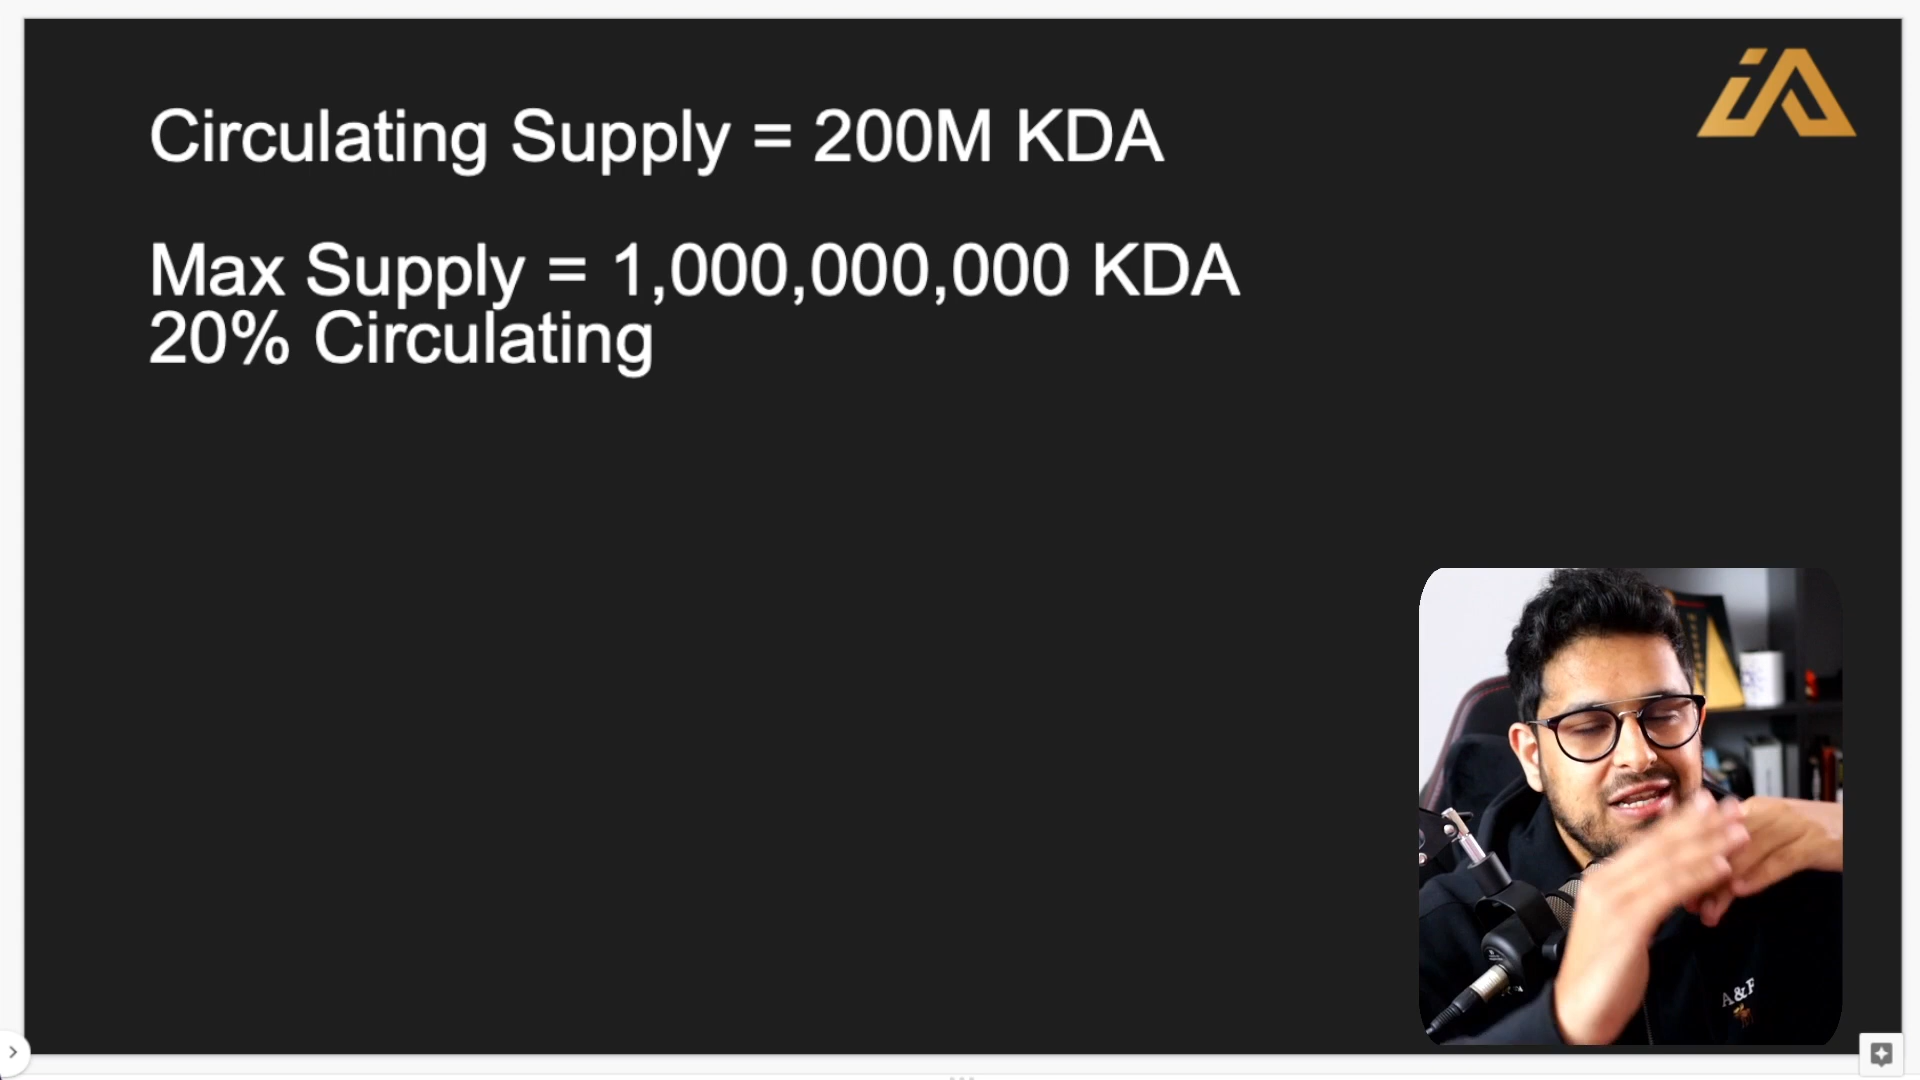 Circulating Supply = 200M KDA
Max Supply = 1,000,000,000 KDA
20% Circulating
A&F